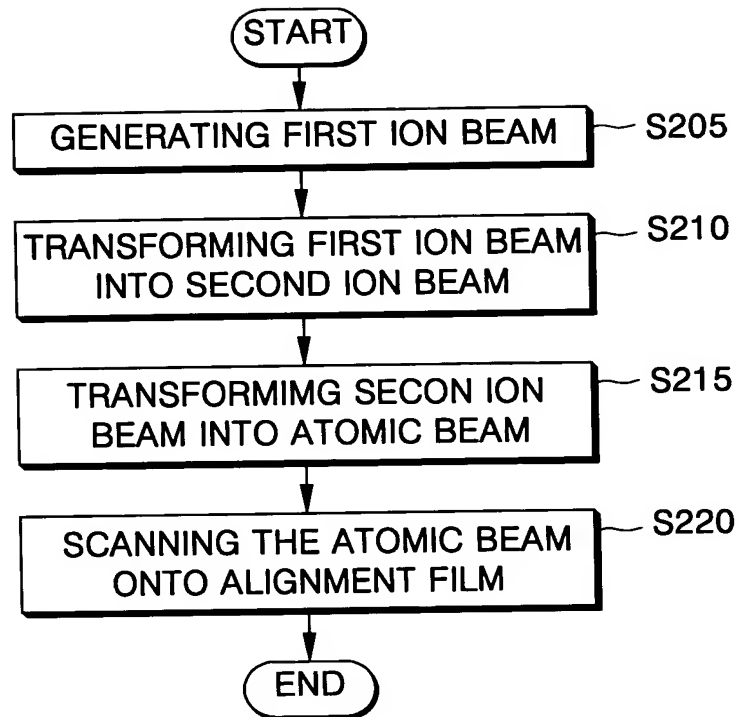 START
GENERATING FIRST ION BEAM
S205
TRANSFORMING FIRST ION BEAM
INTO SECOND ION BEAM
S210
TRANSFORMIMG SECON ION
BEAM INTO ATOMIC BEAM
S215
SCANNING THE ATOMIC BEAM
ONTO ALIGNMENT FILM
S220
END